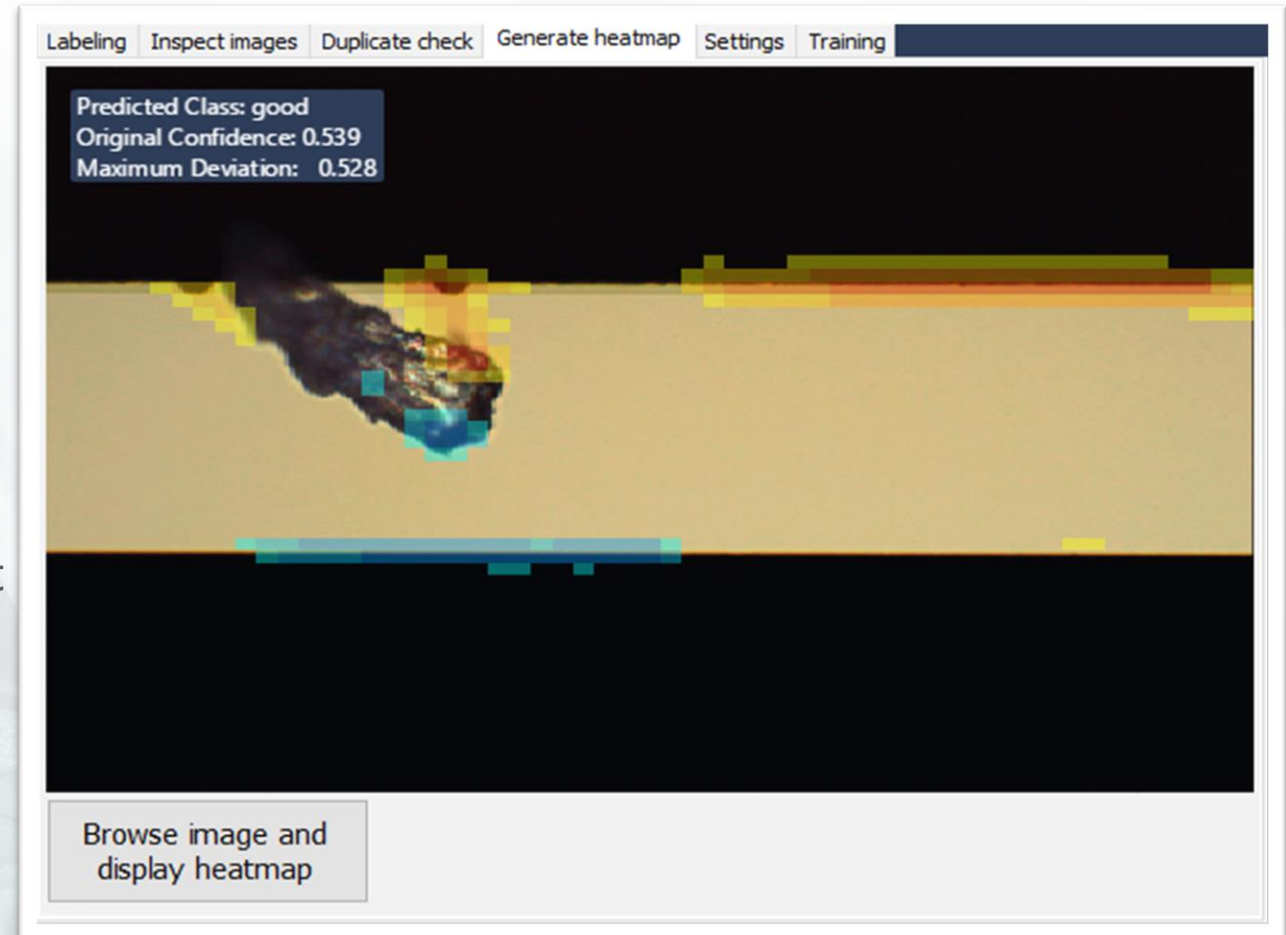 Labeling Inspect images Duplicate check Generate heatmap Settings Training
Predicted Class: good
Original Confidence: 0.539
Maximum Deviation: 0.528
Browse image and
display heatmap